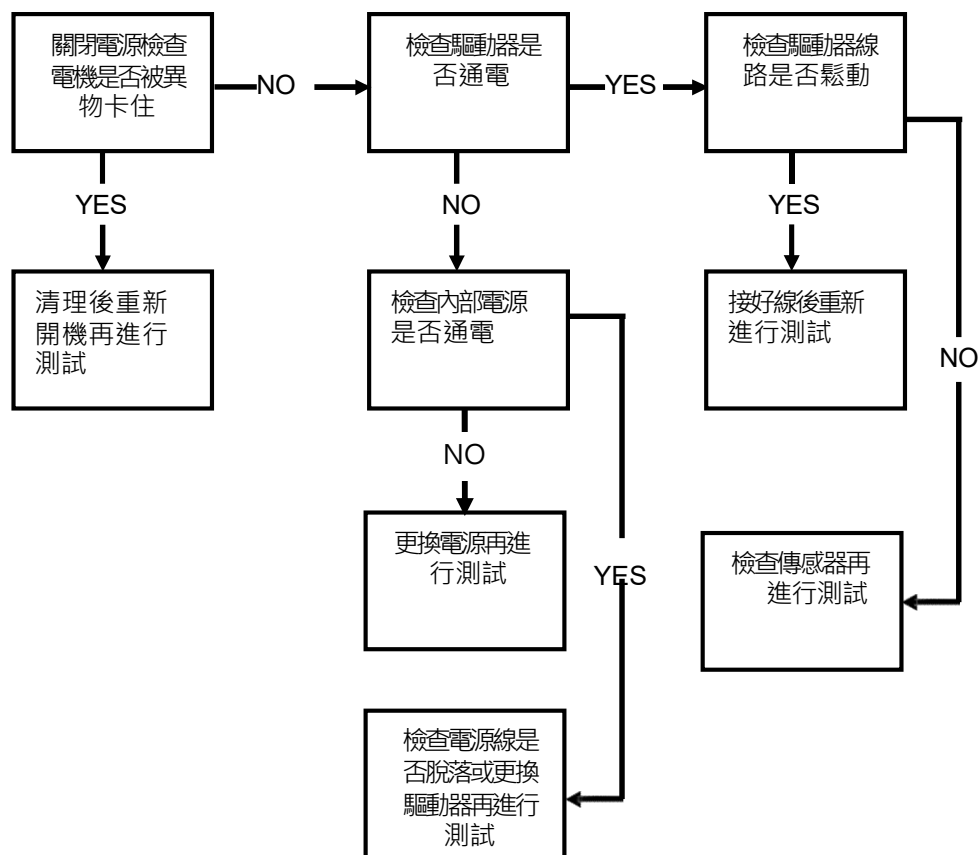 關閉電源檢查
電機是否被異
物卡住
NO
檢查驅動器是
否通電
YES
檢查驅動器線
路是否鬆動
YES
NO
YES
NO
清理後重新
開機再進行
測試
檢查內部電源
是否通電
接好線後重新
進行測試
NO
YES
更換電源再進
行測試
檢查傳感器再
進行測試
檢查電源線是
否脫落或更換
驅動器再進行
測試